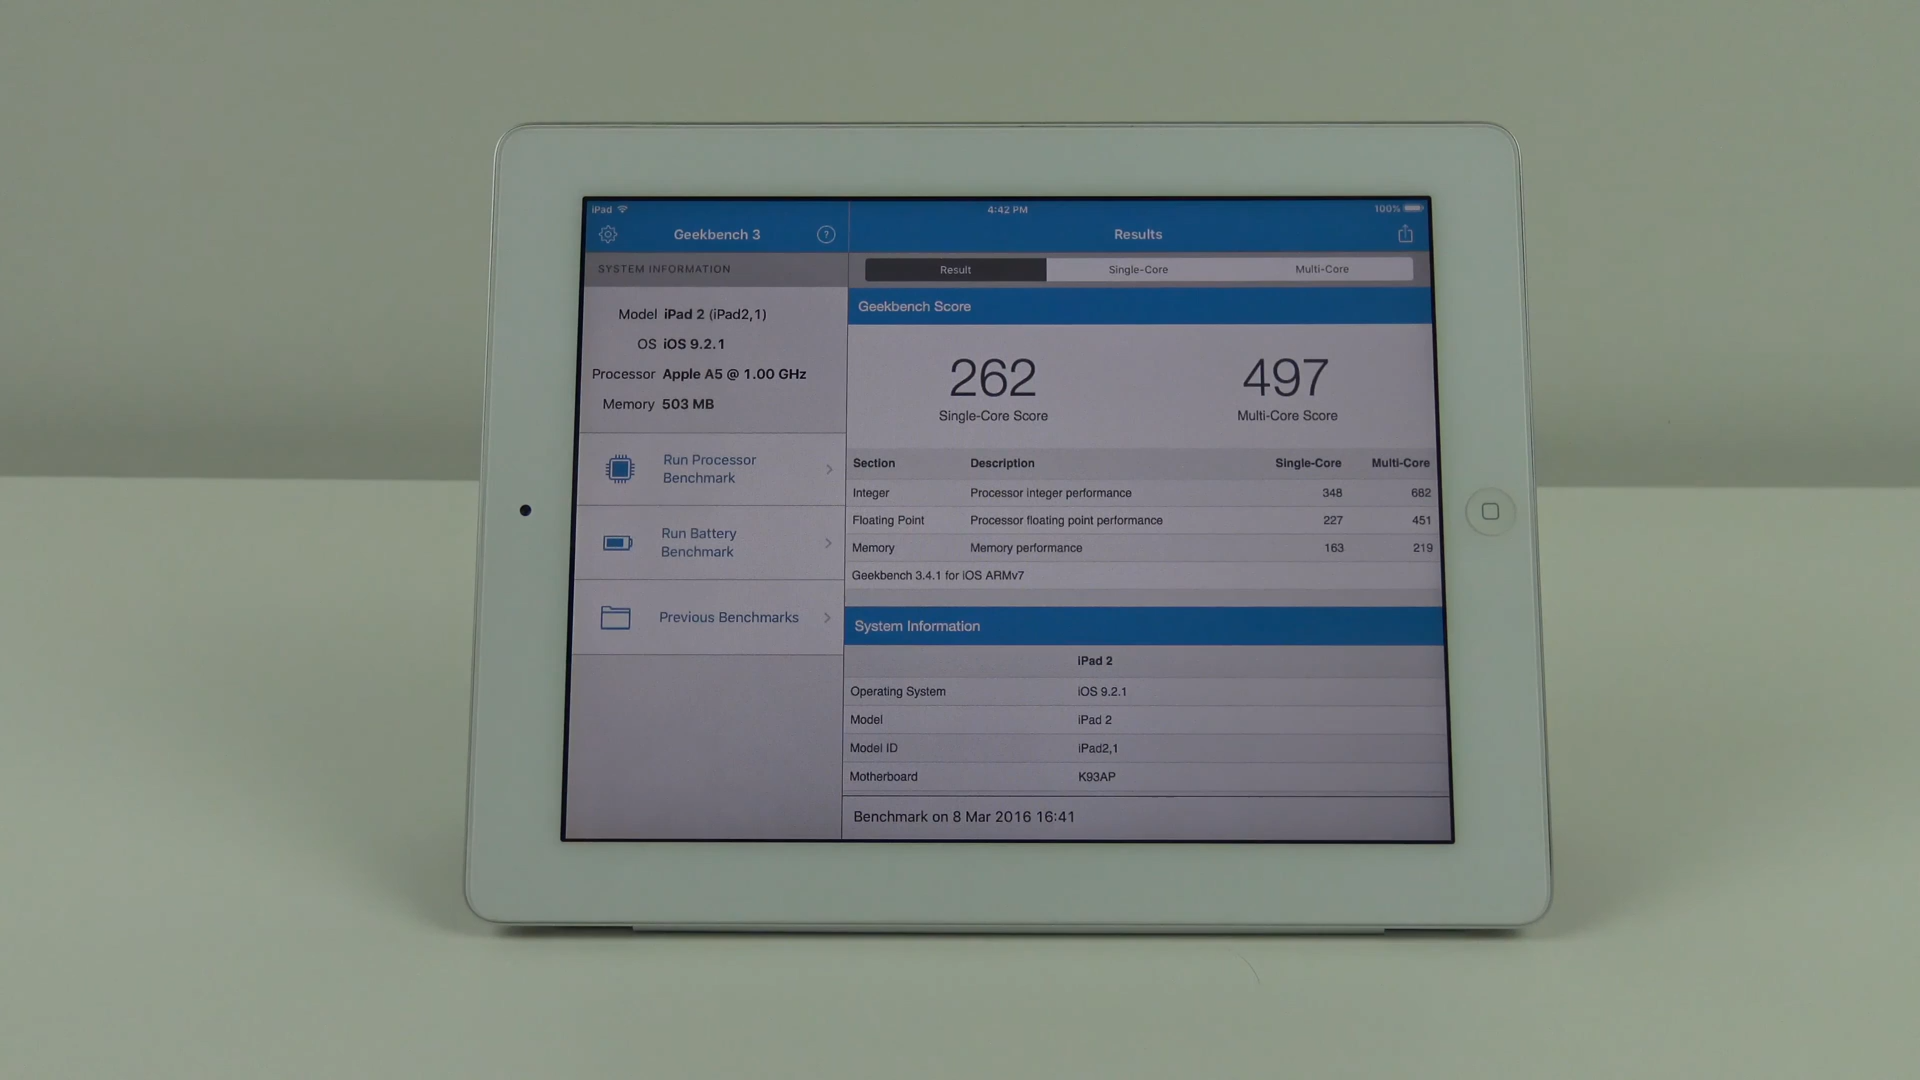 iPad
4:42 PM
100%
Geekbench 3
?
Results
SYSTEM INFORMATION
Result
Single-Core
Multi-Core
Model iPad 2 (iPad2,1)
OS iOS 9.2.1
Processor Apple A5 @ 1.00 GHz
Memory 503 MB
Run Processor
Benchmark
Run Battery
Benchmark
Previous Benchmarks
Geekbench Score
262
Single-Core Score
497
Multi-Core Score
Section Description Single-Core Multi-Core
Integer Processor integer performance 348 682
Floating Point Processor floating point performance 227 451
Memory Memory performance 163 219
Geekbench 3.4.1 for iOS ARMv7
System Information
iPad 2
Operating System iOS 9.2.1
Model iPad 2
Model ID iPad2,1
Motherboard K93AP
Benchmark on 8 Mar 2016 16:41